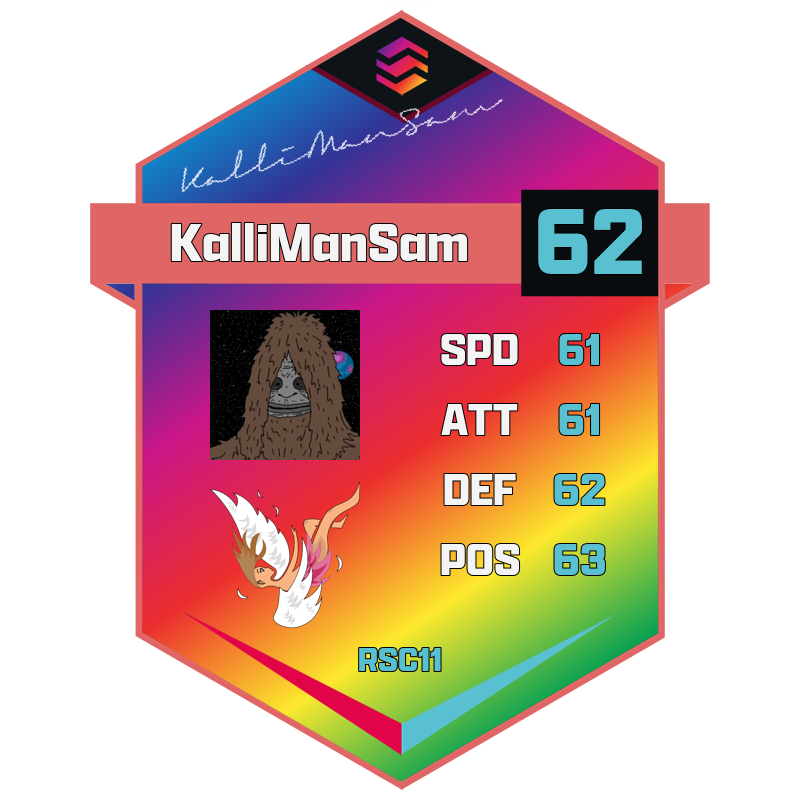 KalliManSam
KalliManSam 62
SPD 61
ATT 61
DEF 62
POS 63
RSC11